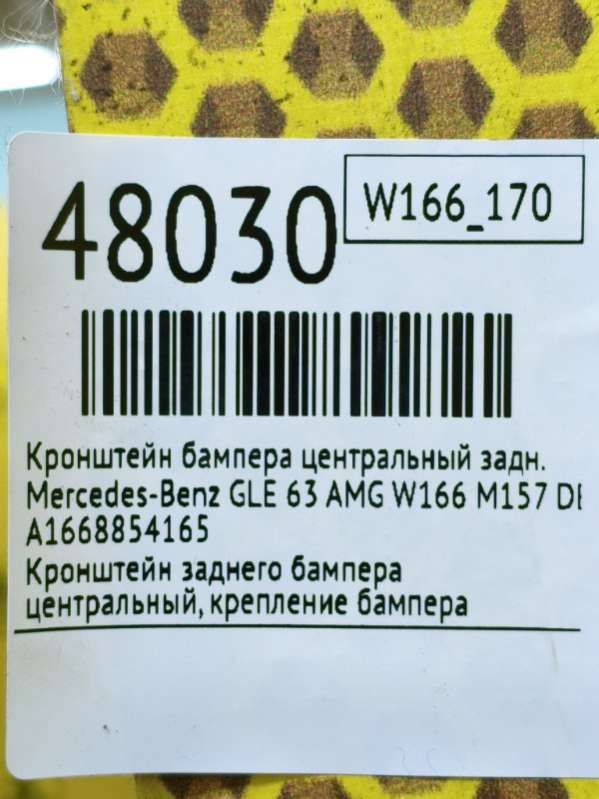 48030
W166_170
Кронштейн бампера центральный задн.
Mercedes-Benz GLE 63 AMG W166 M157 DE
A1668854165
Кронштейн заднего бампера
центральный, крепление бампера